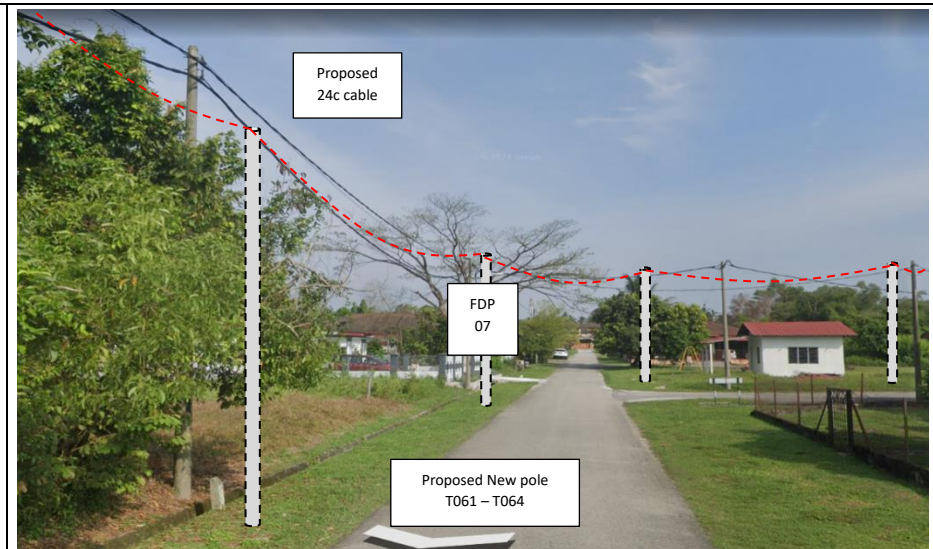 Proposed
24c cable
FDP
07
Proposed New pole
T061 – T064